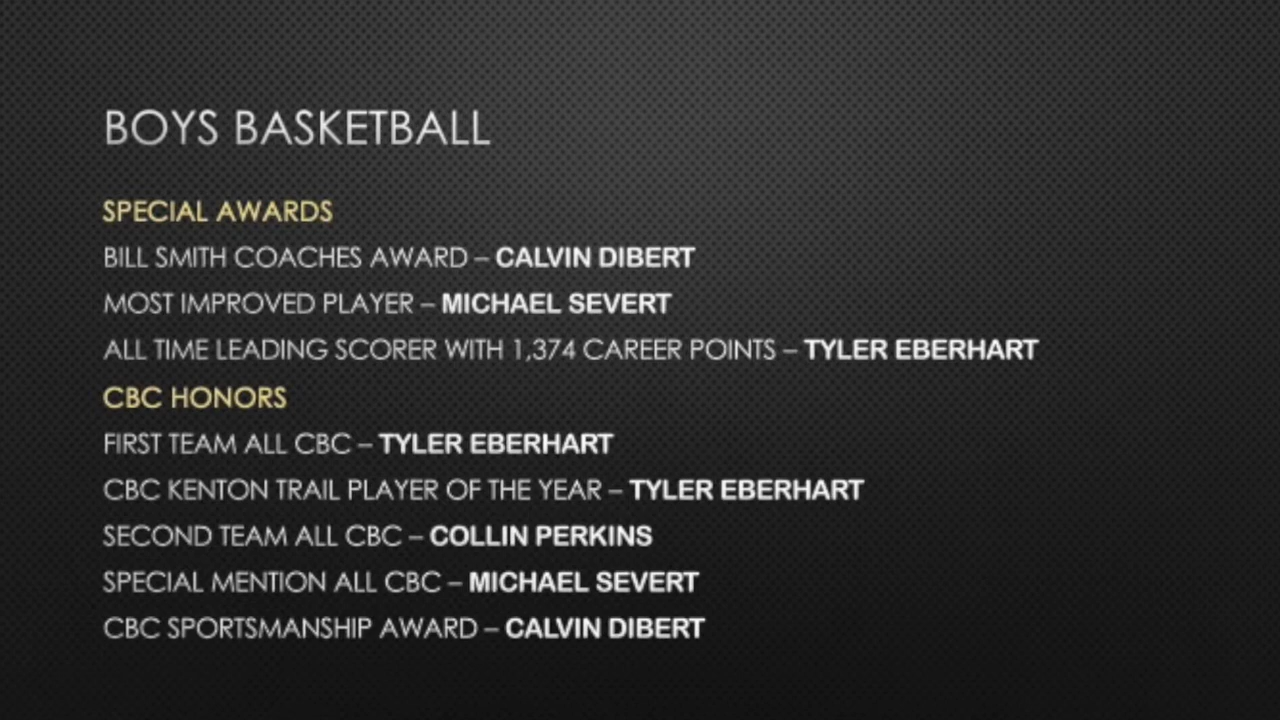 BOYS BASKETBALL
SPECIAL AWARDS
BILL SMITH COACHES AWARD – CALVIN DIBERT
MOST IMPROVED PLAYER – MICHAEL SEVERT
ALL TIME LEADING SCORER WITH 1,374 CAREER POINTS – TYLER EBERHART
CBC HONORS
FIRST TEAM ALL CBC – TYLER EBERHART
CBC KENTON TRAIL PLAYER OF THE YEAR – TYLER EBERHART
SECOND TEAM ALL CBC – COLLIN PERKINS
SPECIAL MENTION ALL CBC – MICHAEL SEVERT
CBC SPORTSMANSHIP AWARD – CALVIN DIBERT